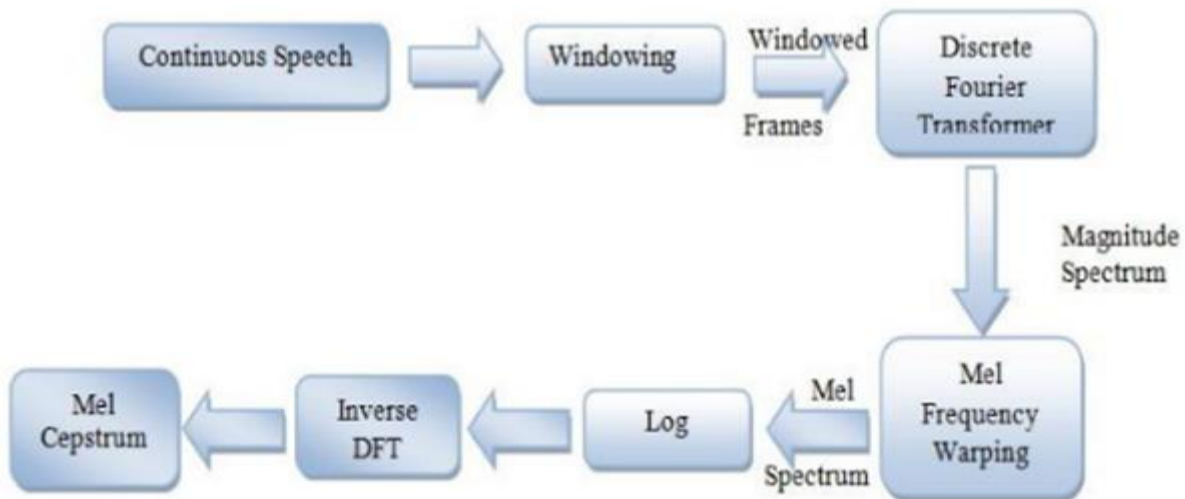 Continuous Speech
Windowing
Windowed
Frames
Discrete
Fourier
Transformer
Magnitude
Spectrum
Mel
Frequency
Warping
Mel
Spectrum
Log
Inverse
DFT
Mel
Cepstrum